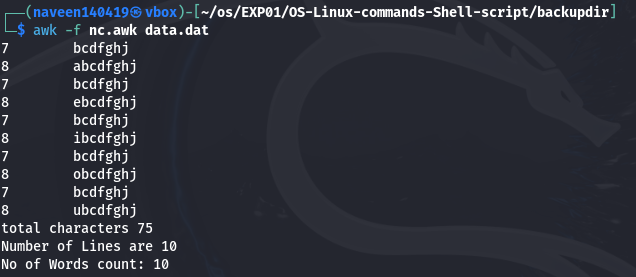 ┌──(naveen140419㉿vbox)-[~/os/EXP01/OS-Linux-commands-Shell-script/backupdir]
└─$ awk -f nc.awk data.dat
7       bcdfghj
8       abcdfghj
7       bcdfghj
8       ebcdfghj
7       bcdfghj
8       ibcdfghj
7       bcdfghj
8       obcdfghj
7       bcdfghj
8       ubcdfghj
total characters 75
Number of Lines are 10
No of Words count: 10